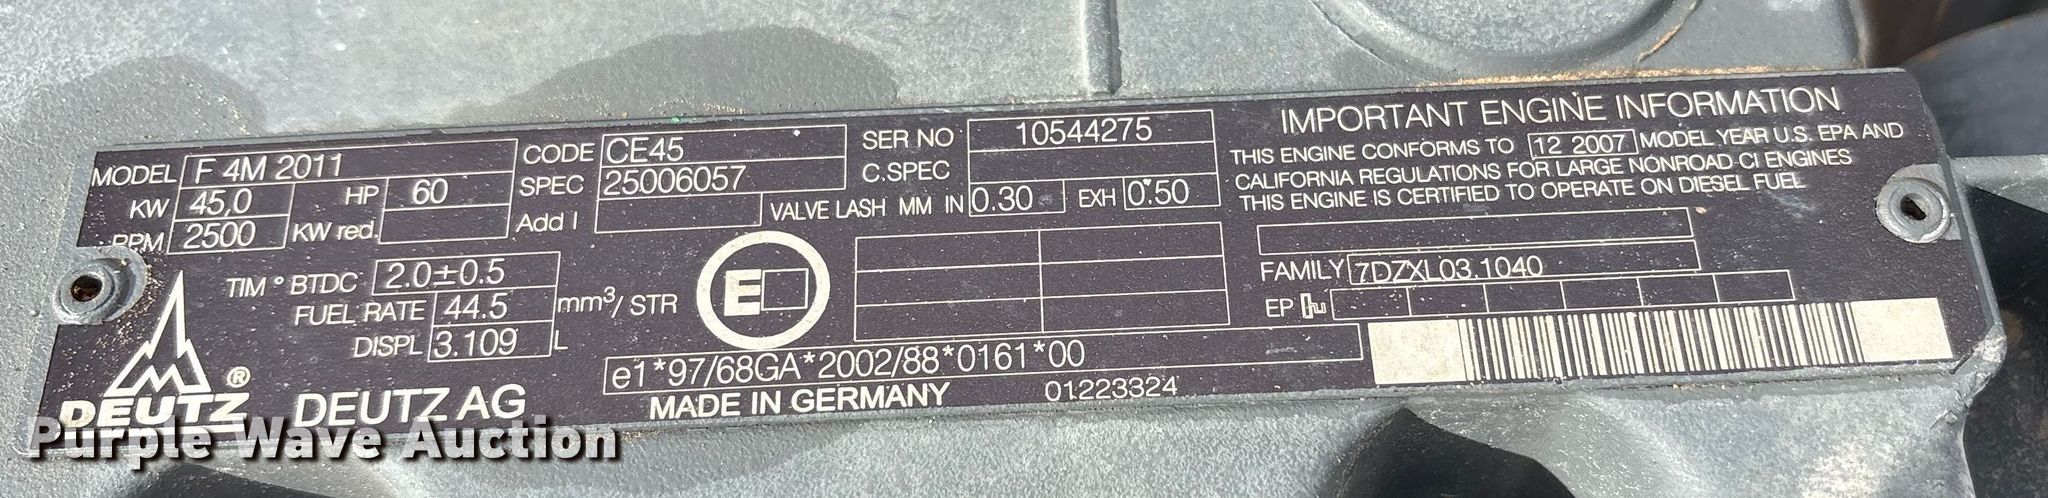 MODEL F 4M 2011
KW 45,0 HP 60
RPM 2500 KW red.
CODE CE45
SPEC 25006057
Add I
SER NO 10544275
C.SPEC
VALVE LASH MM IN 0.30 EXH 0.50
TIM ° BTDC 2.0±0.5
FUEL RATE 44.5 mm³/ STR
DISPL 3.109 L
E
e1*97/68GA*2002/88*0161*00
DEUTZ ® DEUTZ AG
MADE IN GERMANY 01223324
IMPORTANT ENGINE INFORMATION
THIS ENGINE CONFORMS TO 12 2007 MODEL YEAR U.S. EPA AND
CALIFORNIA REGULATIONS FOR LARGE NONROAD CI ENGINES
THIS ENGINE IS CERTIFIED TO OPERATE ON DIESEL FUEL
FAMILY 7DZXL03.1040
EP
Purple Wave Auction